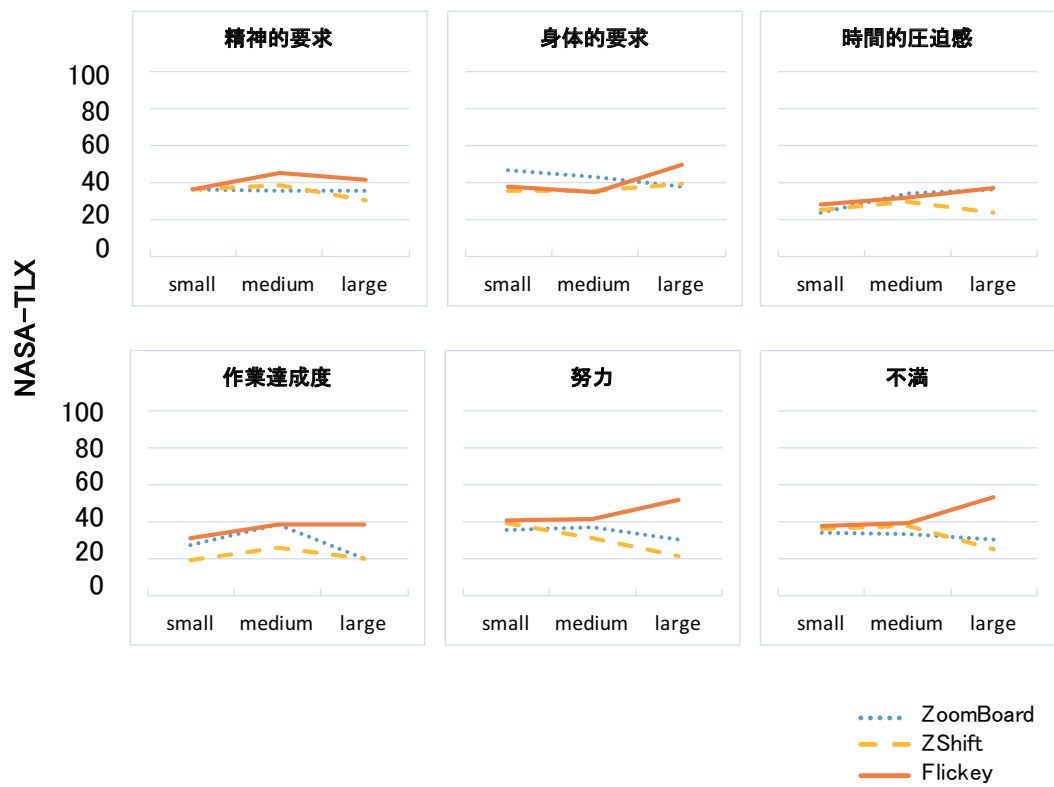 精神的要求
身体的要求
時間的圧迫感
100
80
60
40
20
0
small medium large
small medium large
small medium large
NASA-TLX
作業達成度
努力
不満
100
80
60
40
20
0
small medium large
small medium large
small medium large
ZoomBoard
ZShift
Flickey